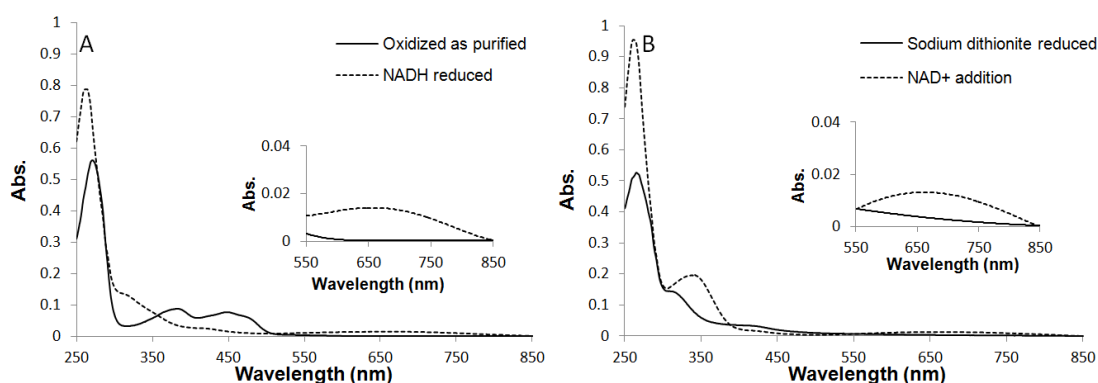 A
Oxidized as purified
NADH reduced
Abs.
1
0.9
0.8
0.7
0.6
0.5
0.4
0.3
0.2
0.1
0
250 350 450 550 650 750 850
Wavelength (nm)
Abs.
0.04
0.02
0
550 650 750 850
Wavelength (nm)
B
Sodium dithionite reduced
NAD+ addition
Abs.
1
0.9
0.8
0.7
0.6
0.5
0.4
0.3
0.2
0.1
0
250 350 450 550 650 750 850
Wavelength (nm)
Abs.
0.04
0.02
0
550 650 750 850
Wavelength (nm)